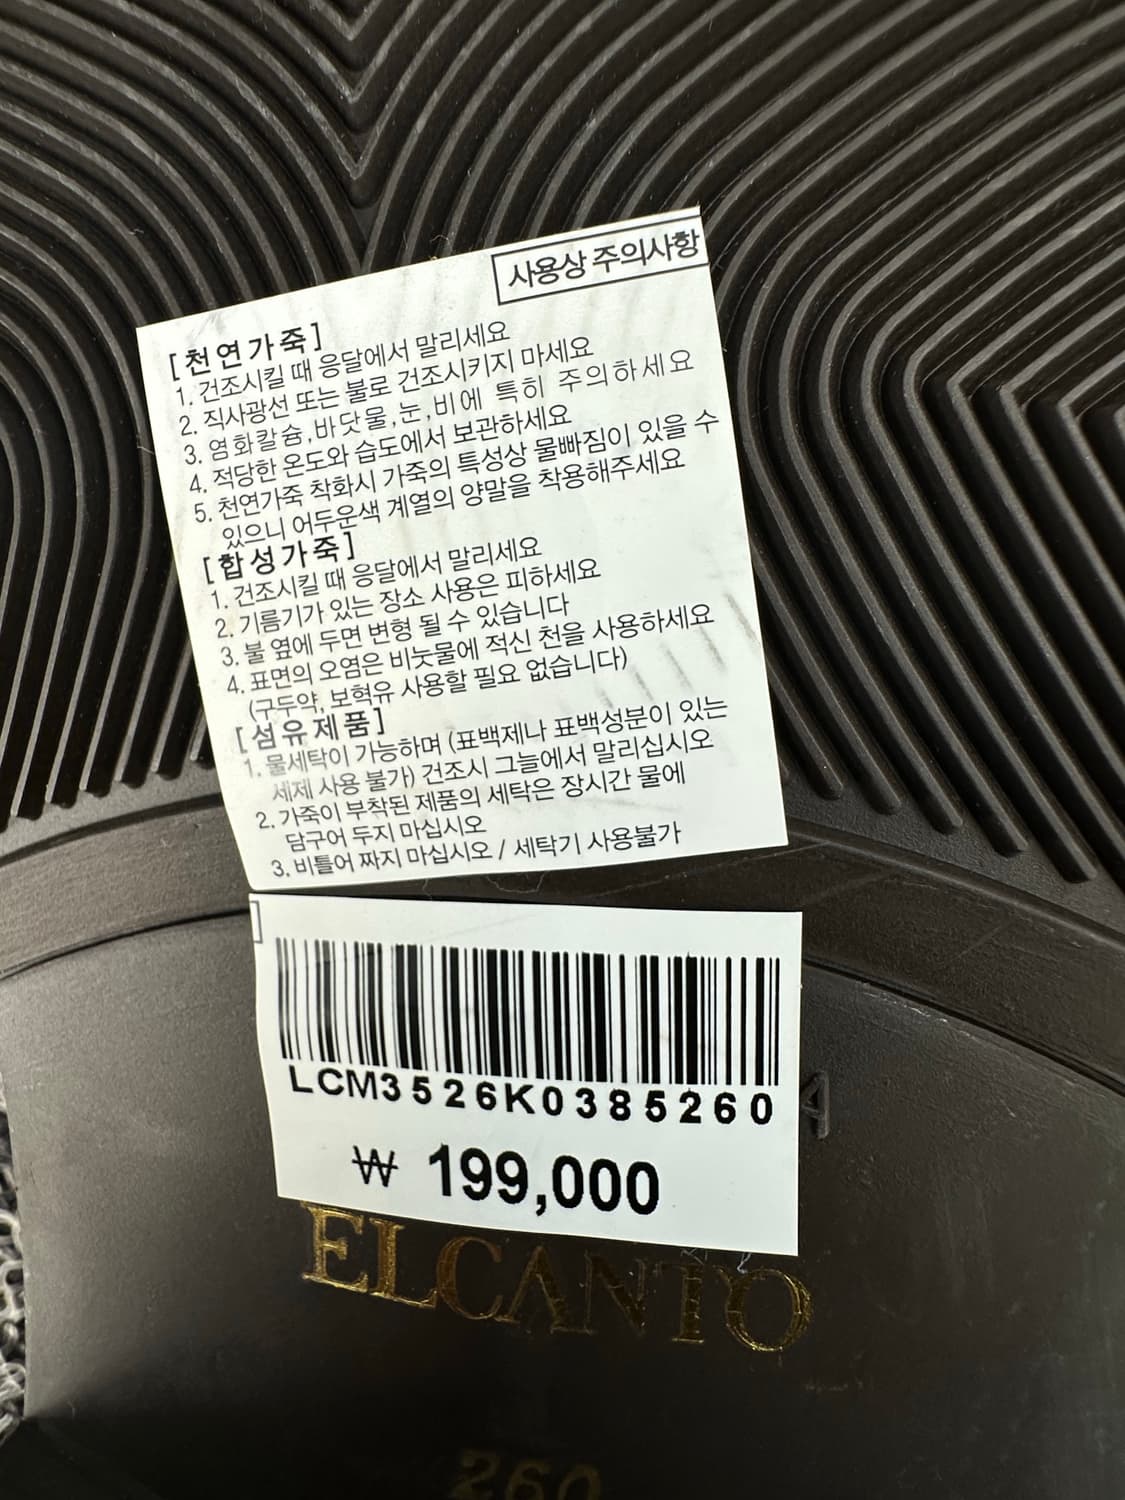 사용상 주의사항
[천연가죽]
1. 건조시킬 때 응달에서 말리세요
2. 직사광선 또는 불로 건조시키지 마세요
3. 염화칼슘,바닷물,눈,비에 특히 주의하세요
4. 적당한 온도와 습도에서 보관하세요
5. 천연가죽 착화시 가죽의 특성상 물빠짐이 있을 수
있으니 어두운색 계열의 양말을 착용해주세요
[합성가죽]
1. 건조시킬 때 응달에서 말리세요
2. 기름기가 있는 장소 사용은 피하세요
3. 불 옆에 두면 변형 될 수 있습니다
4. 표면의 오염은 비눗물에 적신 천을 사용하세요
(구두약, 보혁유 사용할 필요 없습니다)
[섬유제품]
1. 물세탁이 가능하며 (표백제나 표백성분이 있는
세제 사용 불가) 건조시 그늘에서 말리십시오
2. 가죽이 부착된 제품의 세탁은 장시간 물에
담구어 두지 마십시오
3. 비틀어 짜지 마십시오 / 세탁기 사용불가
LCM3526K0385260
₩ 199,000
ELCANTO
260